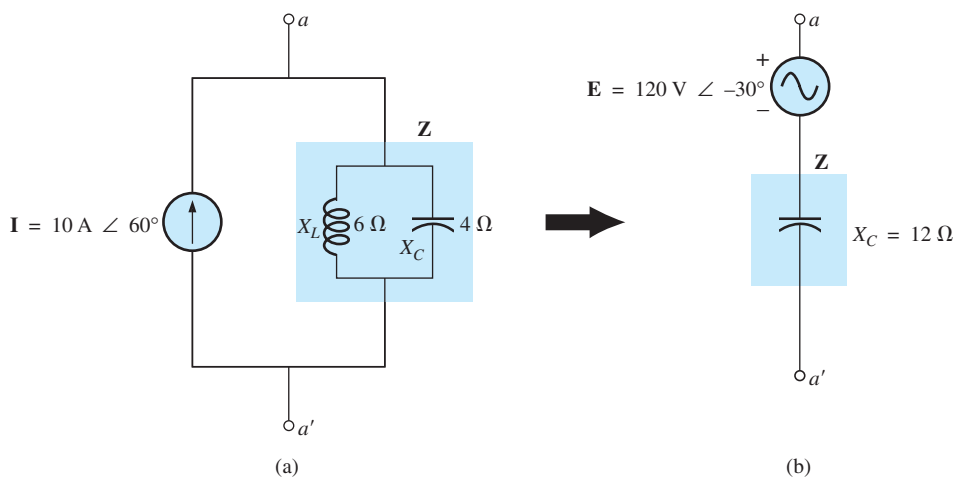 a
a
+
E = 120 V ∠ –30°
–
Z
Z
I = 10 A ∠ 60°
X_L
6 Ω
X_C
4 Ω
X_C = 12 Ω
a′
a′
(a)
(b)